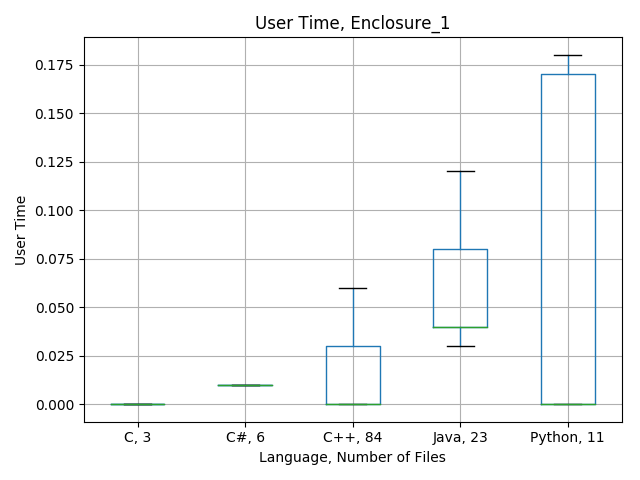 User Time, Enclosure_1
User Time
0.175
0.150
0.125
0.100
0.075
0.050
0.025
0.000
C, 3
C#, 6
C++, 84
Java, 23
Python, 11
Language, Number of Files